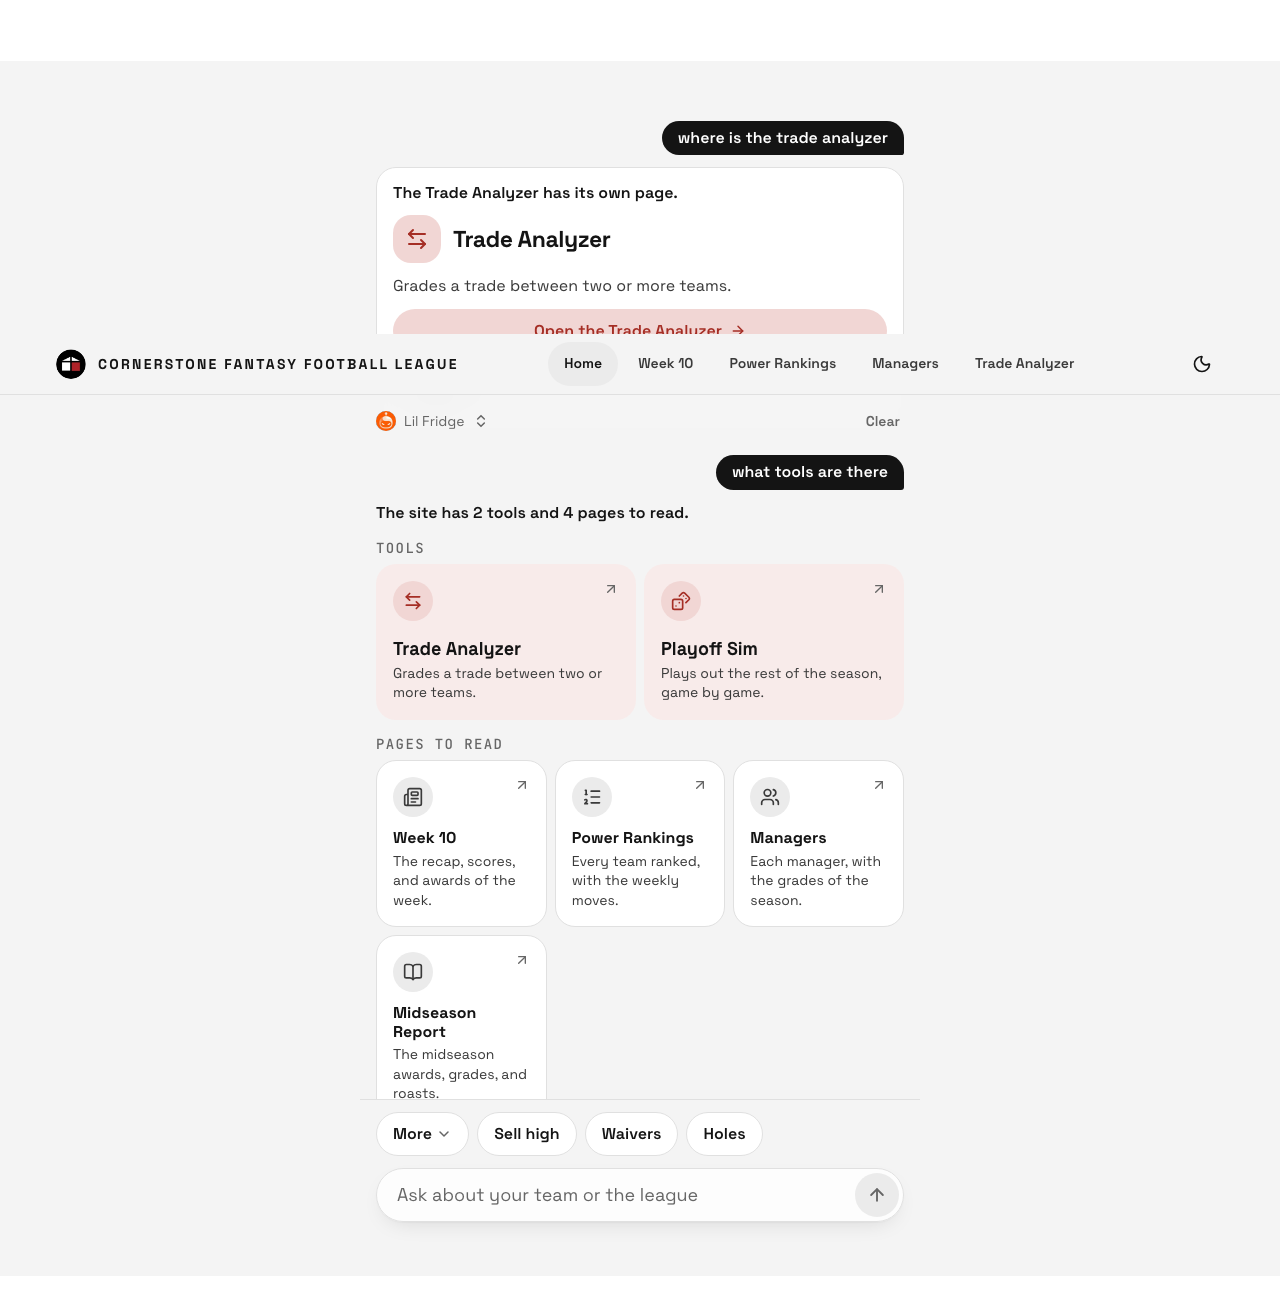 where is the trade analyzer
The Trade Analyzer has its own page.
Trade Analyzer
Grades a trade between two or more teams.
Open the Trade Analyzer
CORNERSTONE FANTASY FOOTBALL LEAGUE
Home
Week 10
Power Rankings
Managers
Trade Analyzer
Lil Fridge
Clear
what tools are there
The site has 2 tools and 4 pages to read.
TOOLS
Trade Analyzer
Grades a trade between two or
more teams.
Playoff Sim
Plays out the rest of the season,
game by game.
PAGES TO READ
Week 10
The recap, scores,
and awards of the
week.
Power Rankings
Every team ranked,
with the weekly
moves.
Managers
Each manager, with
the grades of the
season.
Midseason
Report
The midseason
awards, grades, and
roasts.
More
Sell high
Waivers
Holes
Ask about your team or the league